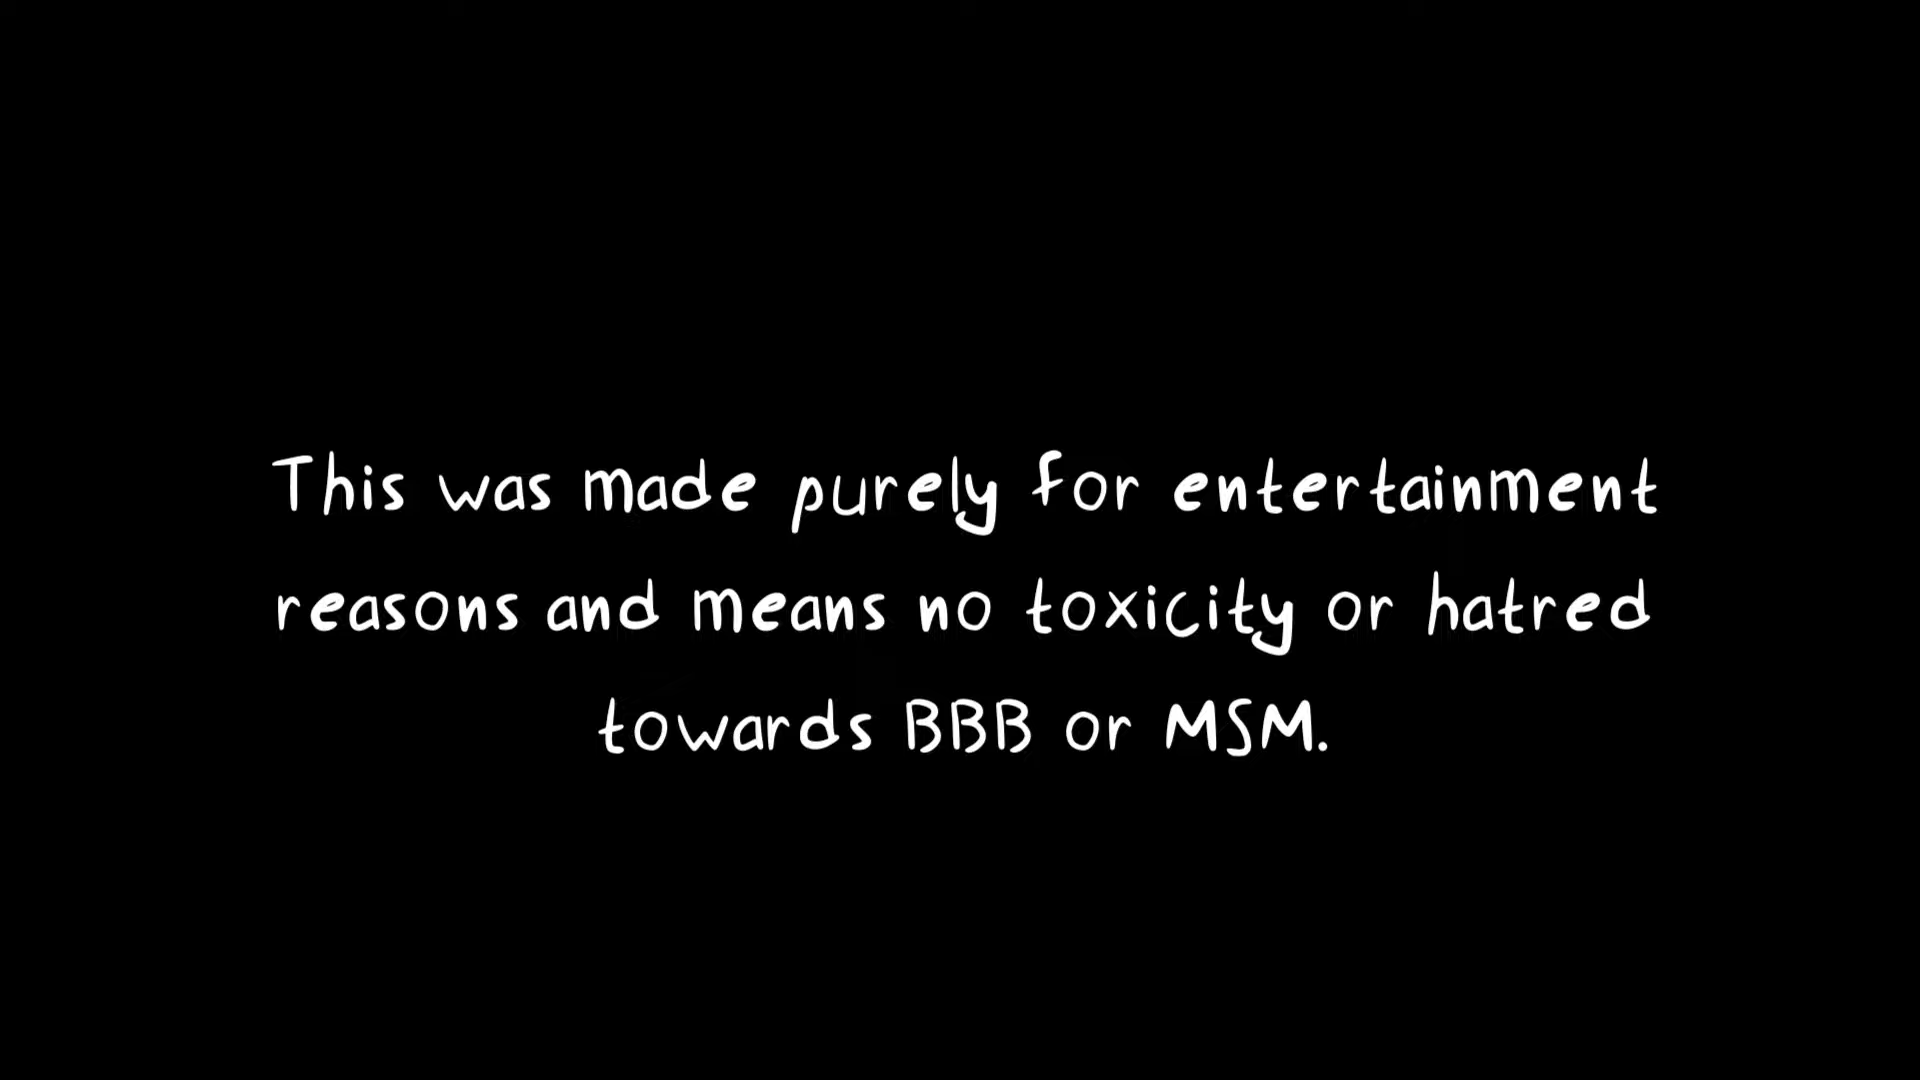 This was made purely for entertainment
reasons and means no toxicity or hatred
towards BBB or MSM.